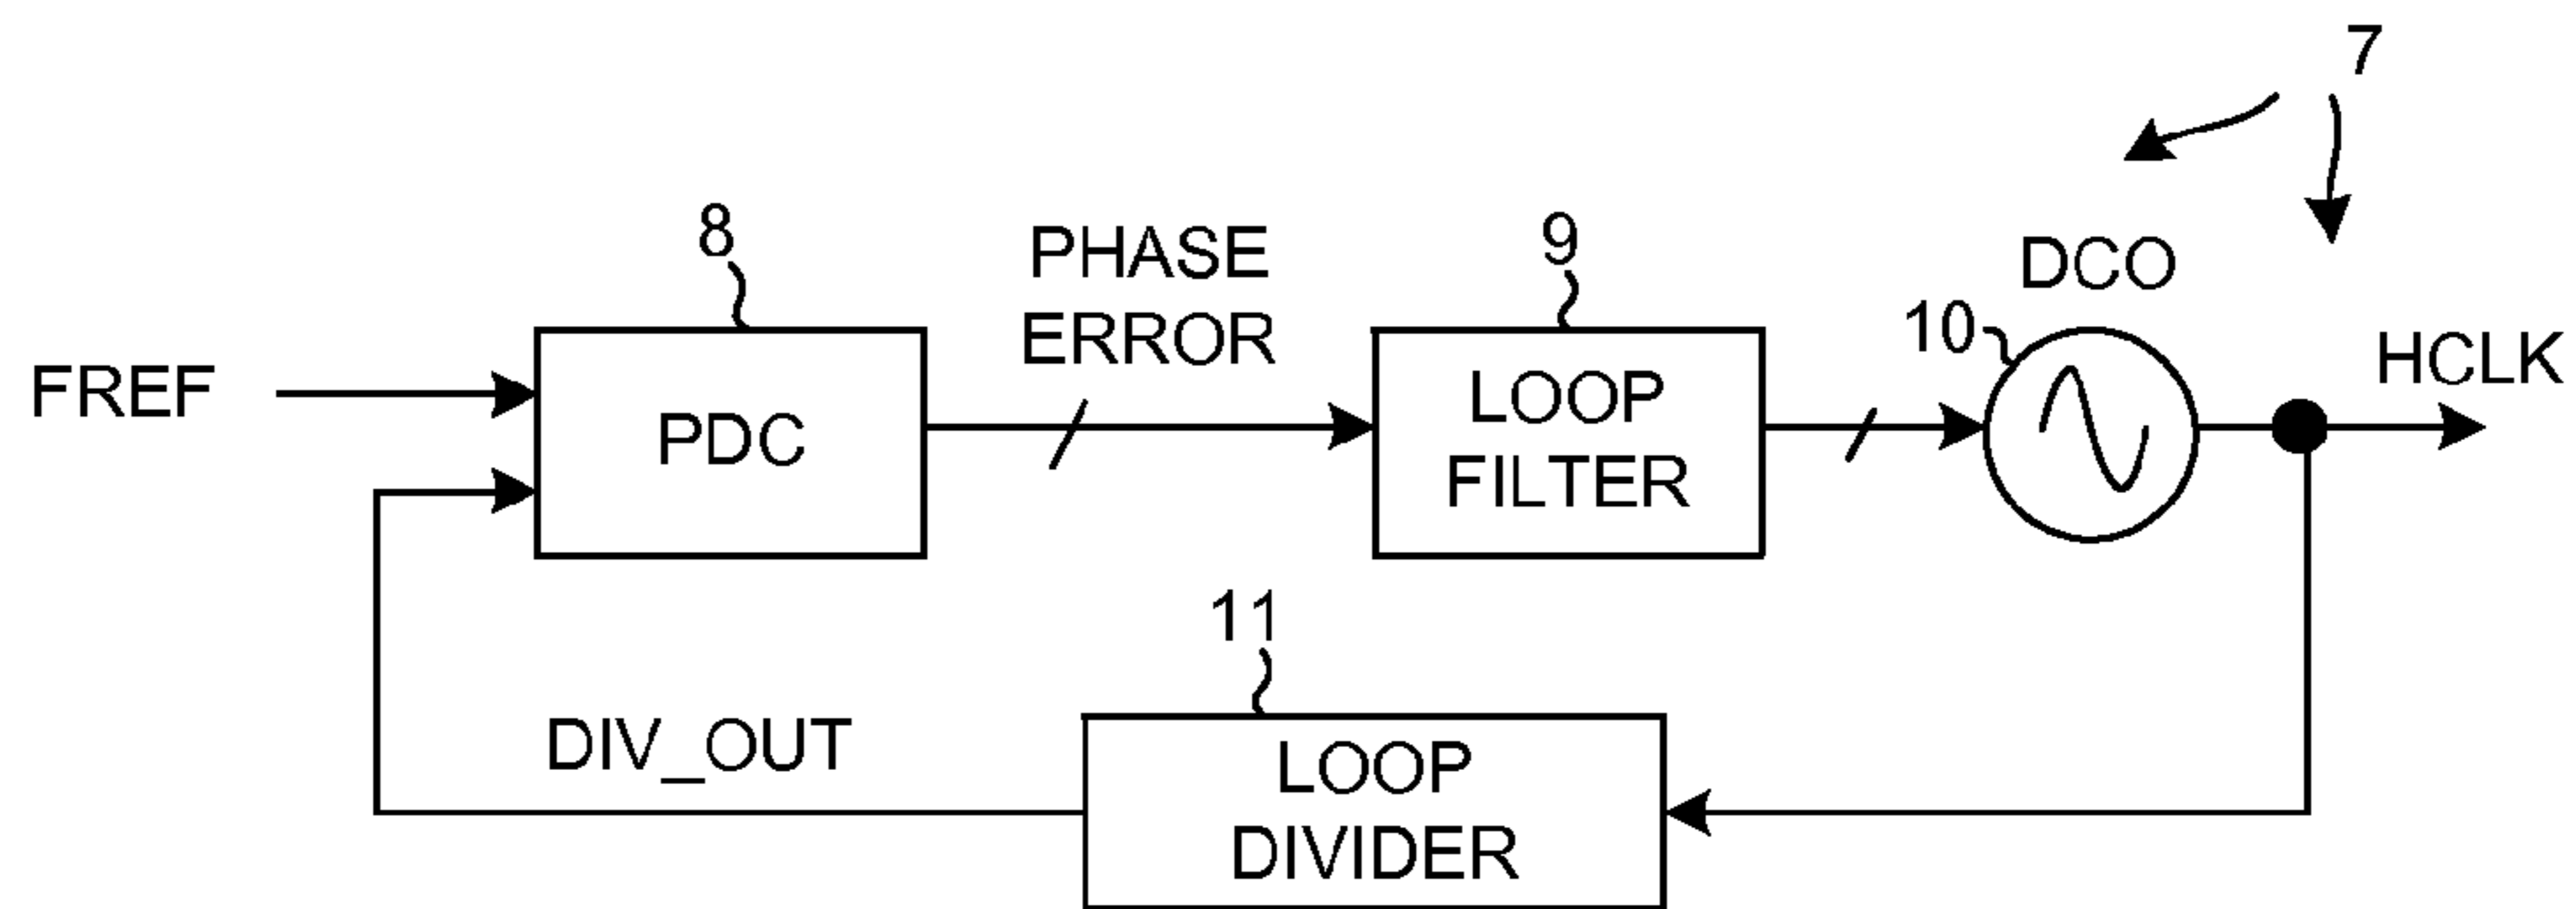 7
8
PHASE
ERROR
9
DCO
10
HCLK
FREF
PDC
LOOP
FILTER
11
DIV_OUT
LOOP
DIVIDER